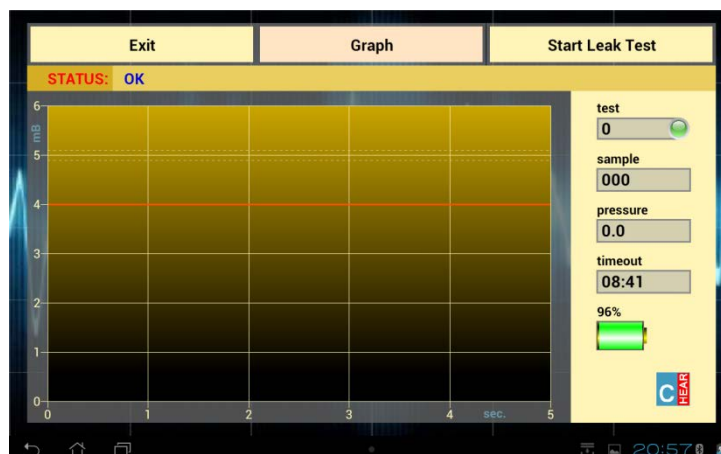 Exit
Graph
Start Leak Test
STATUS: OK
6
mB
5
4
3
2
1
0
0 1 2 3 4 sec. 5
test
0
sample
000
pressure
0.0
timeout
08:41
96%
C HEAR
20:57